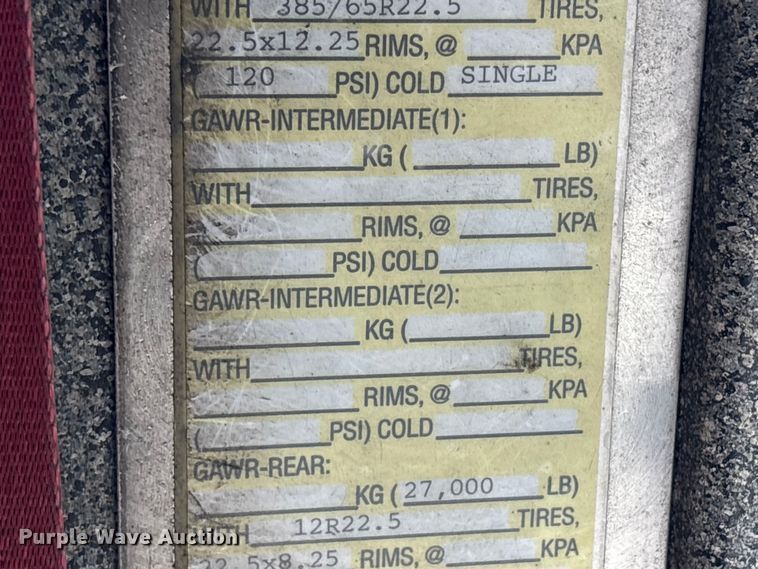 WITH 385/65R22.5 TIRES,
22.5x12.25 RIMS, @ KPA
( 120 PSI) COLD SINGLE
GAWR-INTERMEDIATE(1):
KG ( LB)
WITH TIRES,
RIMS, @ KPA
( PSI) COLD
GAWR-INTERMEDIATE(2):
KG ( LB)
WITH TIRES,
RIMS, @ KPA
( PSI) COLD
GAWR-REAR:
KG ( 27,000 LB)
WITH 12R22.5 TIRES,
22.5x8.25 RIMS, @ KPA
Purple Wave Auction